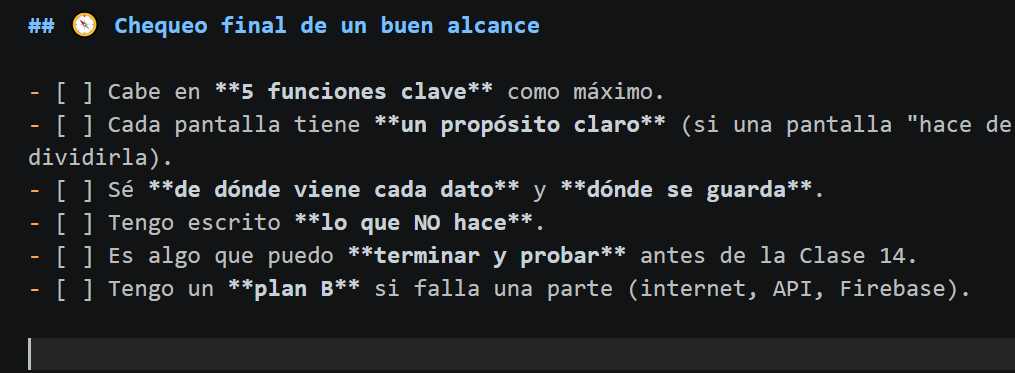 ## 🧭 Chequeo final de un buen alcance
- [ ] Cabe en **5 funciones clave** como máximo.
- [ ] Cada pantalla tiene **un propósito claro** (si una pantalla "hace de
dividirla).
- [ ] Sé **de dónde viene cada dato** y **dónde se guarda**.
- [ ] Tengo escrito **lo que NO hace**.
- [ ] Es algo que puedo **terminar y probar** antes de la Clase 14.
- [ ] Tengo un **plan B** si falla una parte (internet, API, Firebase).